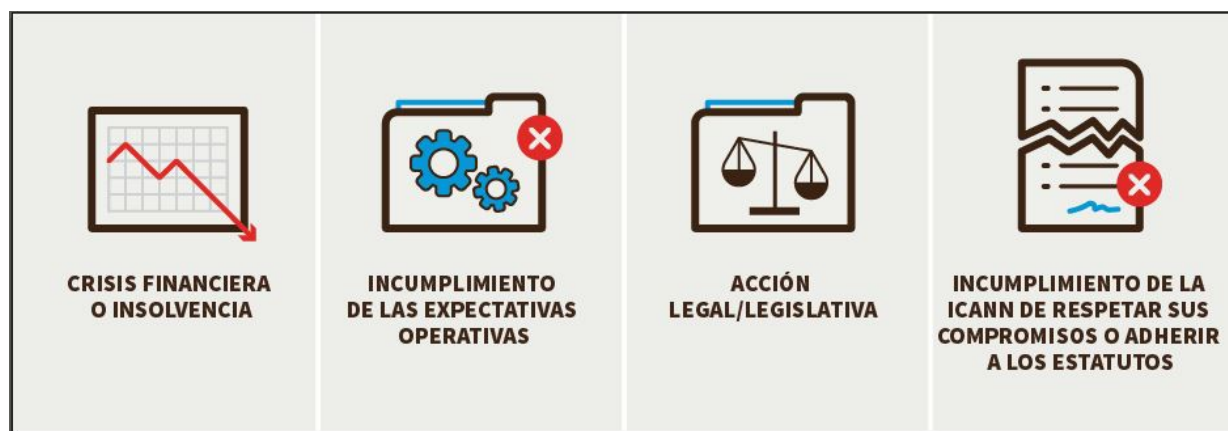 CRISIS FINANCIERA
O INSOLVENCIA
INCUMPLIMIENTO
DE LAS EXPECTATIVAS
OPERATIVAS
ACCIÓN
LEGAL/LEGISLATIVA
INCUMPLIMIENTO DE LA
ICANN DE RESPETAR SUS
COMPROMISOS O ADHERIR
A LOS ESTATUTOS